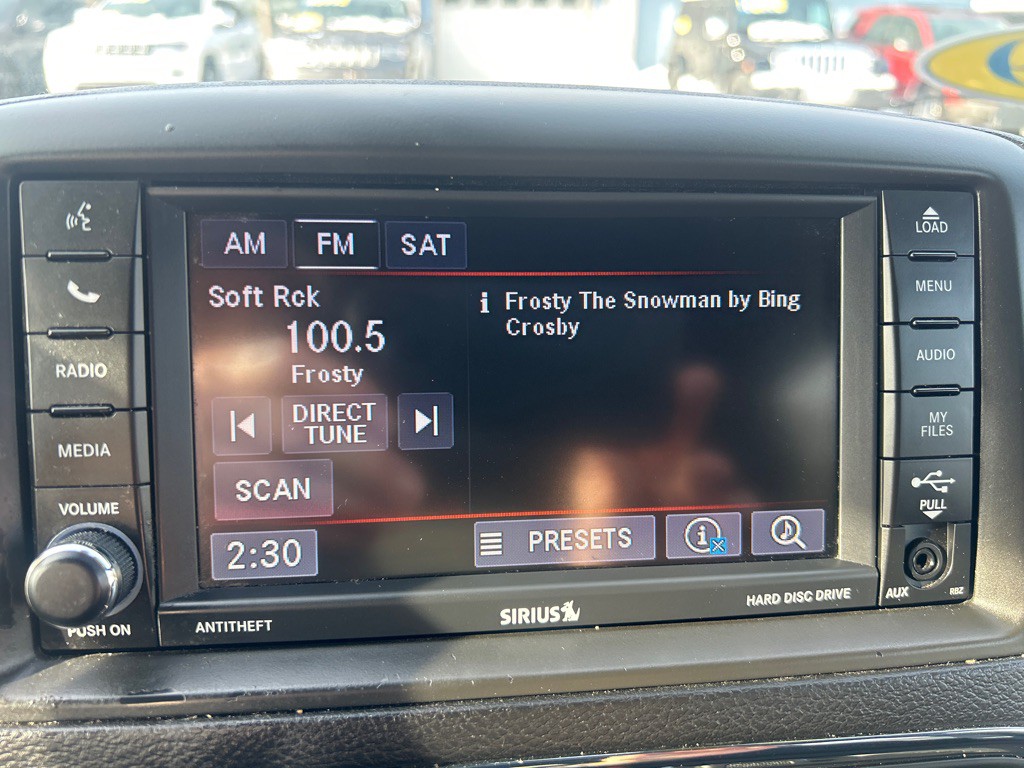 AM FM SAT
Soft Rck
100.5
Frosty
DIRECT
TUNE
SCAN
2:30
i Frosty The Snowman by Bing
Crosby
PRESETS
i
RADIO
MEDIA
VOLUME
PUSH ON
LOAD
MENU
AUDIO
MY
FILES
PULL
AUX RBZ
ANTITHEFT
SIRIUS
HARD DISC DRIVE